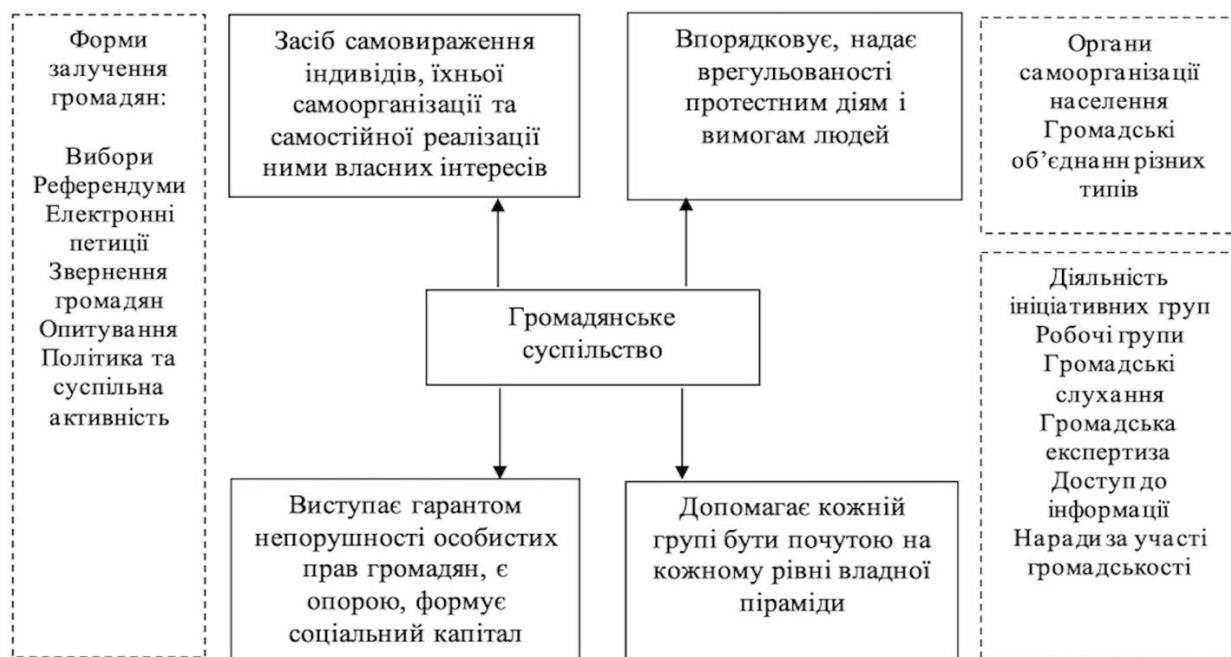 Форми
залучення
громадян:
Вибори
Референдуми
Електронні
петиції
Звернення
громадян
Опитування
Політика та
суспільна
активність
Засіб самовираження
індивідів, їхньої
самоорганізації та
самостійної реалізації
ними власних інтересів
Впорядковує, надає
врегульованості
протестним діям і
вимогам людей
Громадянське
суспільство
Виступає гарантом
непорушності особистих
прав громадян, є
опорою, формує
соціальний капітал
Допомагає кожній
групі бути почутою на
кожному рівні владної
піраміди
Органи
самоорганізації
населення
Громадські
об’єднанн різних
типів
Діяльність
ініціативних груп
Робочі групи
Громадські
слухання
Громадська
експертиза
Доступ до
інформації
Наради за участі
громадськості